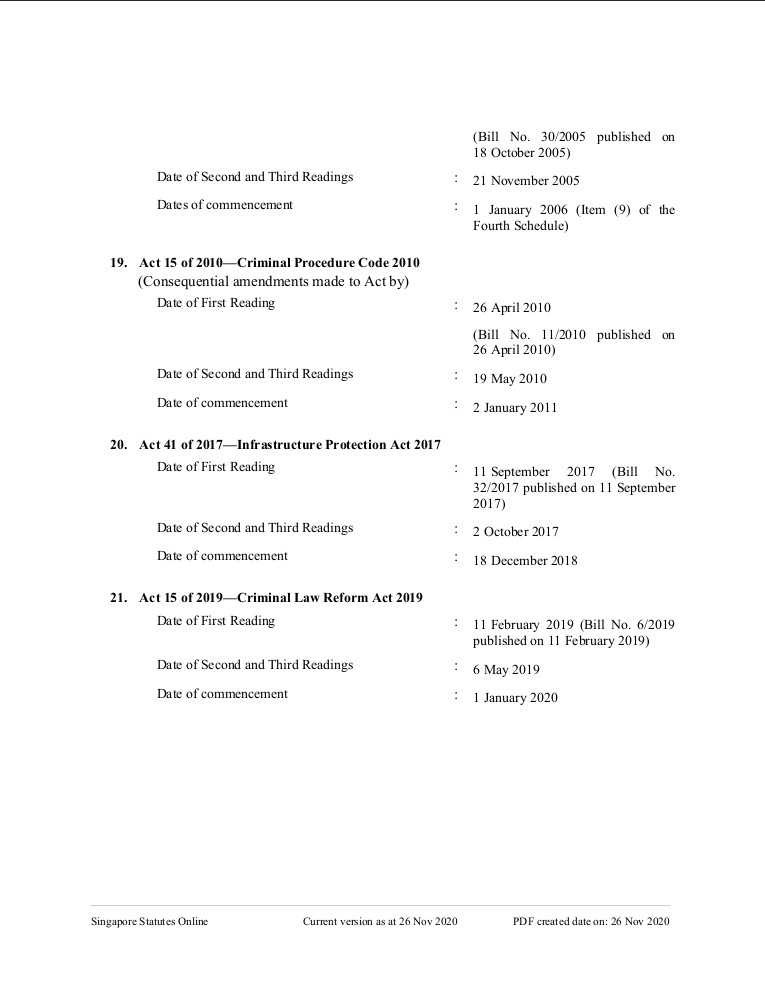 (Bill No. 30/2005 published on
18 October 2005)
Date of Second and Third Readings : 21 November 2005
Dates of commencement : 1 January 2006 (Item (9) of the
Fourth Schedule)
19. Act 15 of 2010—Criminal Procedure Code 2010
(Consequential amendments made to Act by)
Date of First Reading : 26 April 2010
(Bill No. 11/2010 published on
26 April 2010)
Date of Second and Third Readings : 19 May 2010
Date of commencement : 2 January 2011
20. Act 41 of 2017—Infrastructure Protection Act 2017
Date of First Reading : 11 September 2017 (Bill No.
32/2017 published on 11 September
2017)
Date of Second and Third Readings : 2 October 2017
Date of commencement : 18 December 2018
21. Act 15 of 2019—Criminal Law Reform Act 2019
Date of First Reading : 11 February 2019 (Bill No. 6/2019
published on 11 February 2019)
Date of Second and Third Readings : 6 May 2019
Date of commencement : 1 January 2020
Singapore Statutes Online Current version as at 26 Nov 2020 PDF created date on: 26 Nov 2020